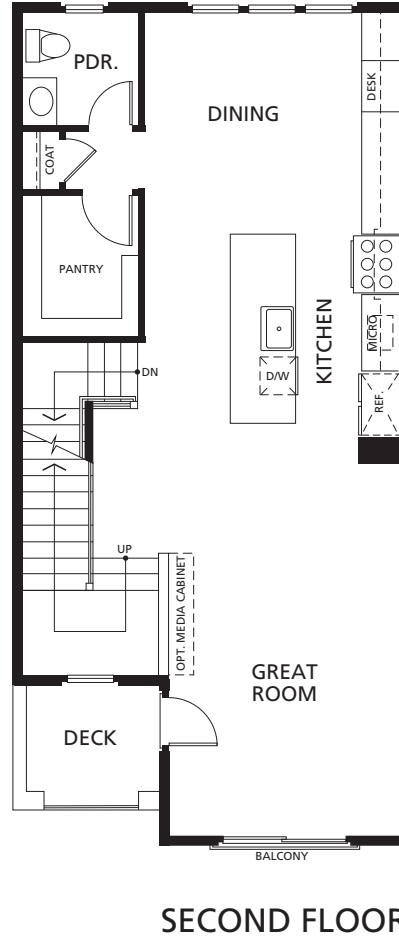 PDR.
DESK
DINING
COAT
PANTRY
KITCHEN
MICRO
D/W
REF.
DN
UP
OPT. MEDIA CABINET
GREAT
ROOM
DECK
BALCONY
SECOND FLOOR